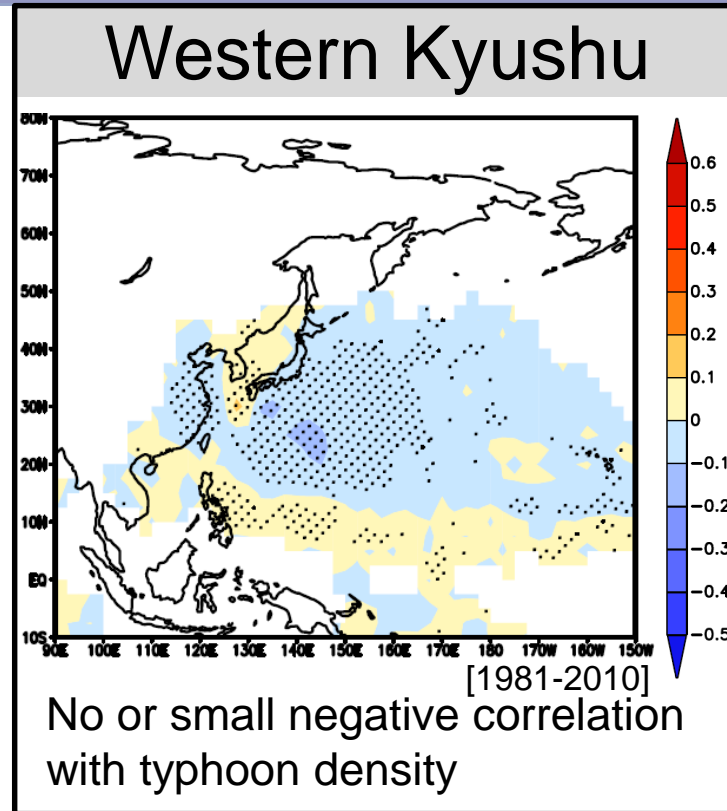 Western Kyushu
80N
70N
60N
50N
40N
30N
20N
10N
EQ
10S
90E 100E 110E 120E 130E 140E 150E 160E 170E 180 170W 160W 150W
0.6
0.5
0.4
0.3
0.2
0.1
0
−0.1
−0.2
−0.3
−0.4
−0.5
[1981-2010]
No or small negative correlation
with typhoon density